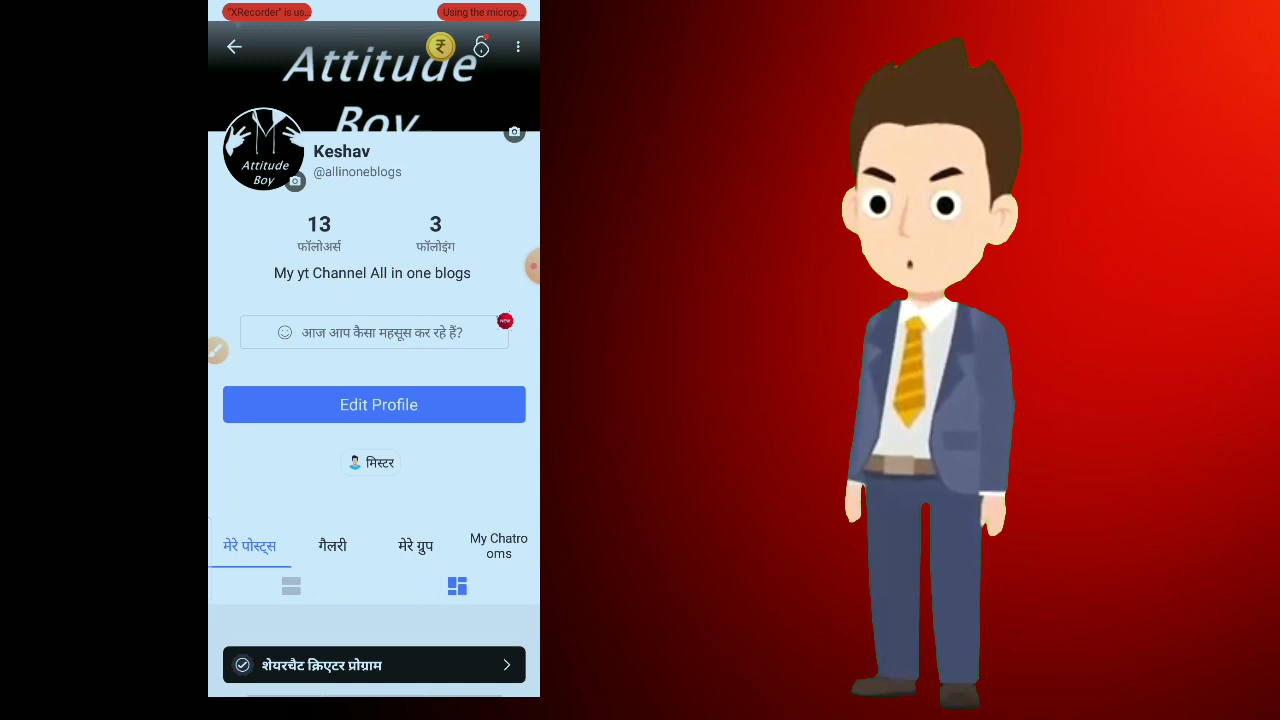 "XRecorder" is us...
Using the microp...
₹
Attitude
Boy
Attitude
Boy
Keshav
@allinoneblogs
13
3
फॉलोअर्स
फॉलोइंग
My yt Channel All in one blogs
NEW
आज आप कैसा महसूस कर रहे हैं?
Edit Profile
मिस्टर
मेरे पोस्ट्स
गैलरी
मेरे ग्रुप
My Chatro
oms
शेयरचैट क्रिएटर प्रोग्राम